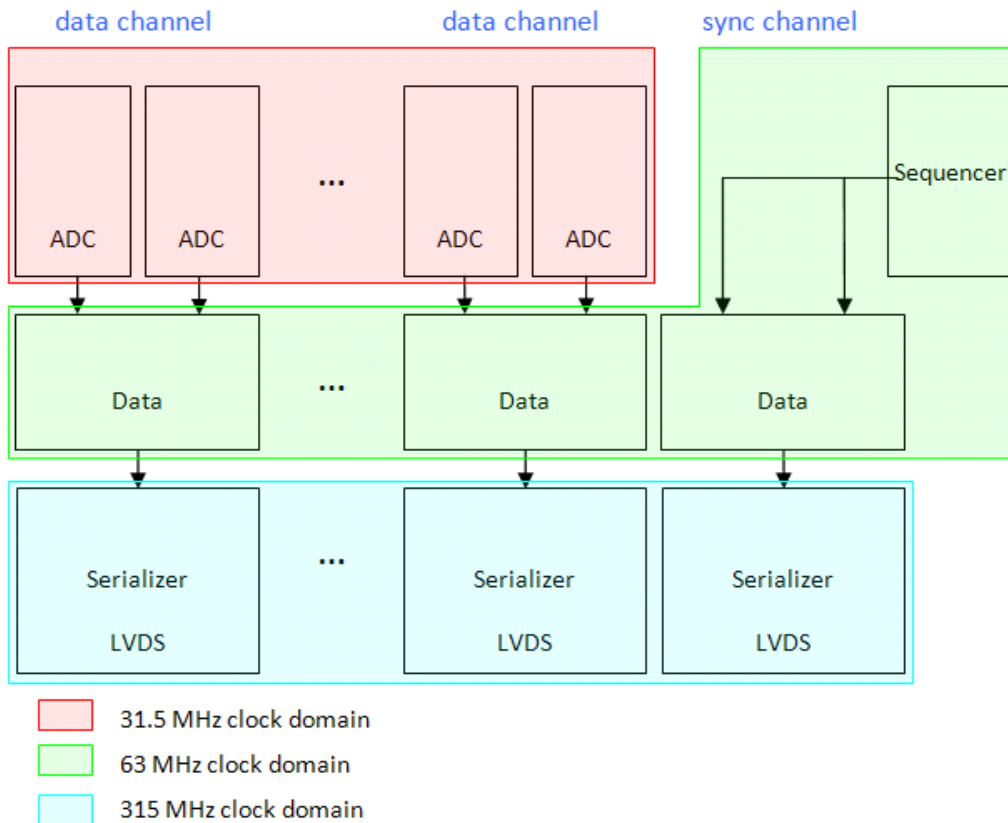 data channel data channel sync channel
... Sequencer
ADC ADC ADC ADC
Data ... Data Data
...
Serializer Serializer Serializer
LVDS LVDS LVDS
31.5 MHz clock domain
63 MHz clock domain
315 MHz clock domain